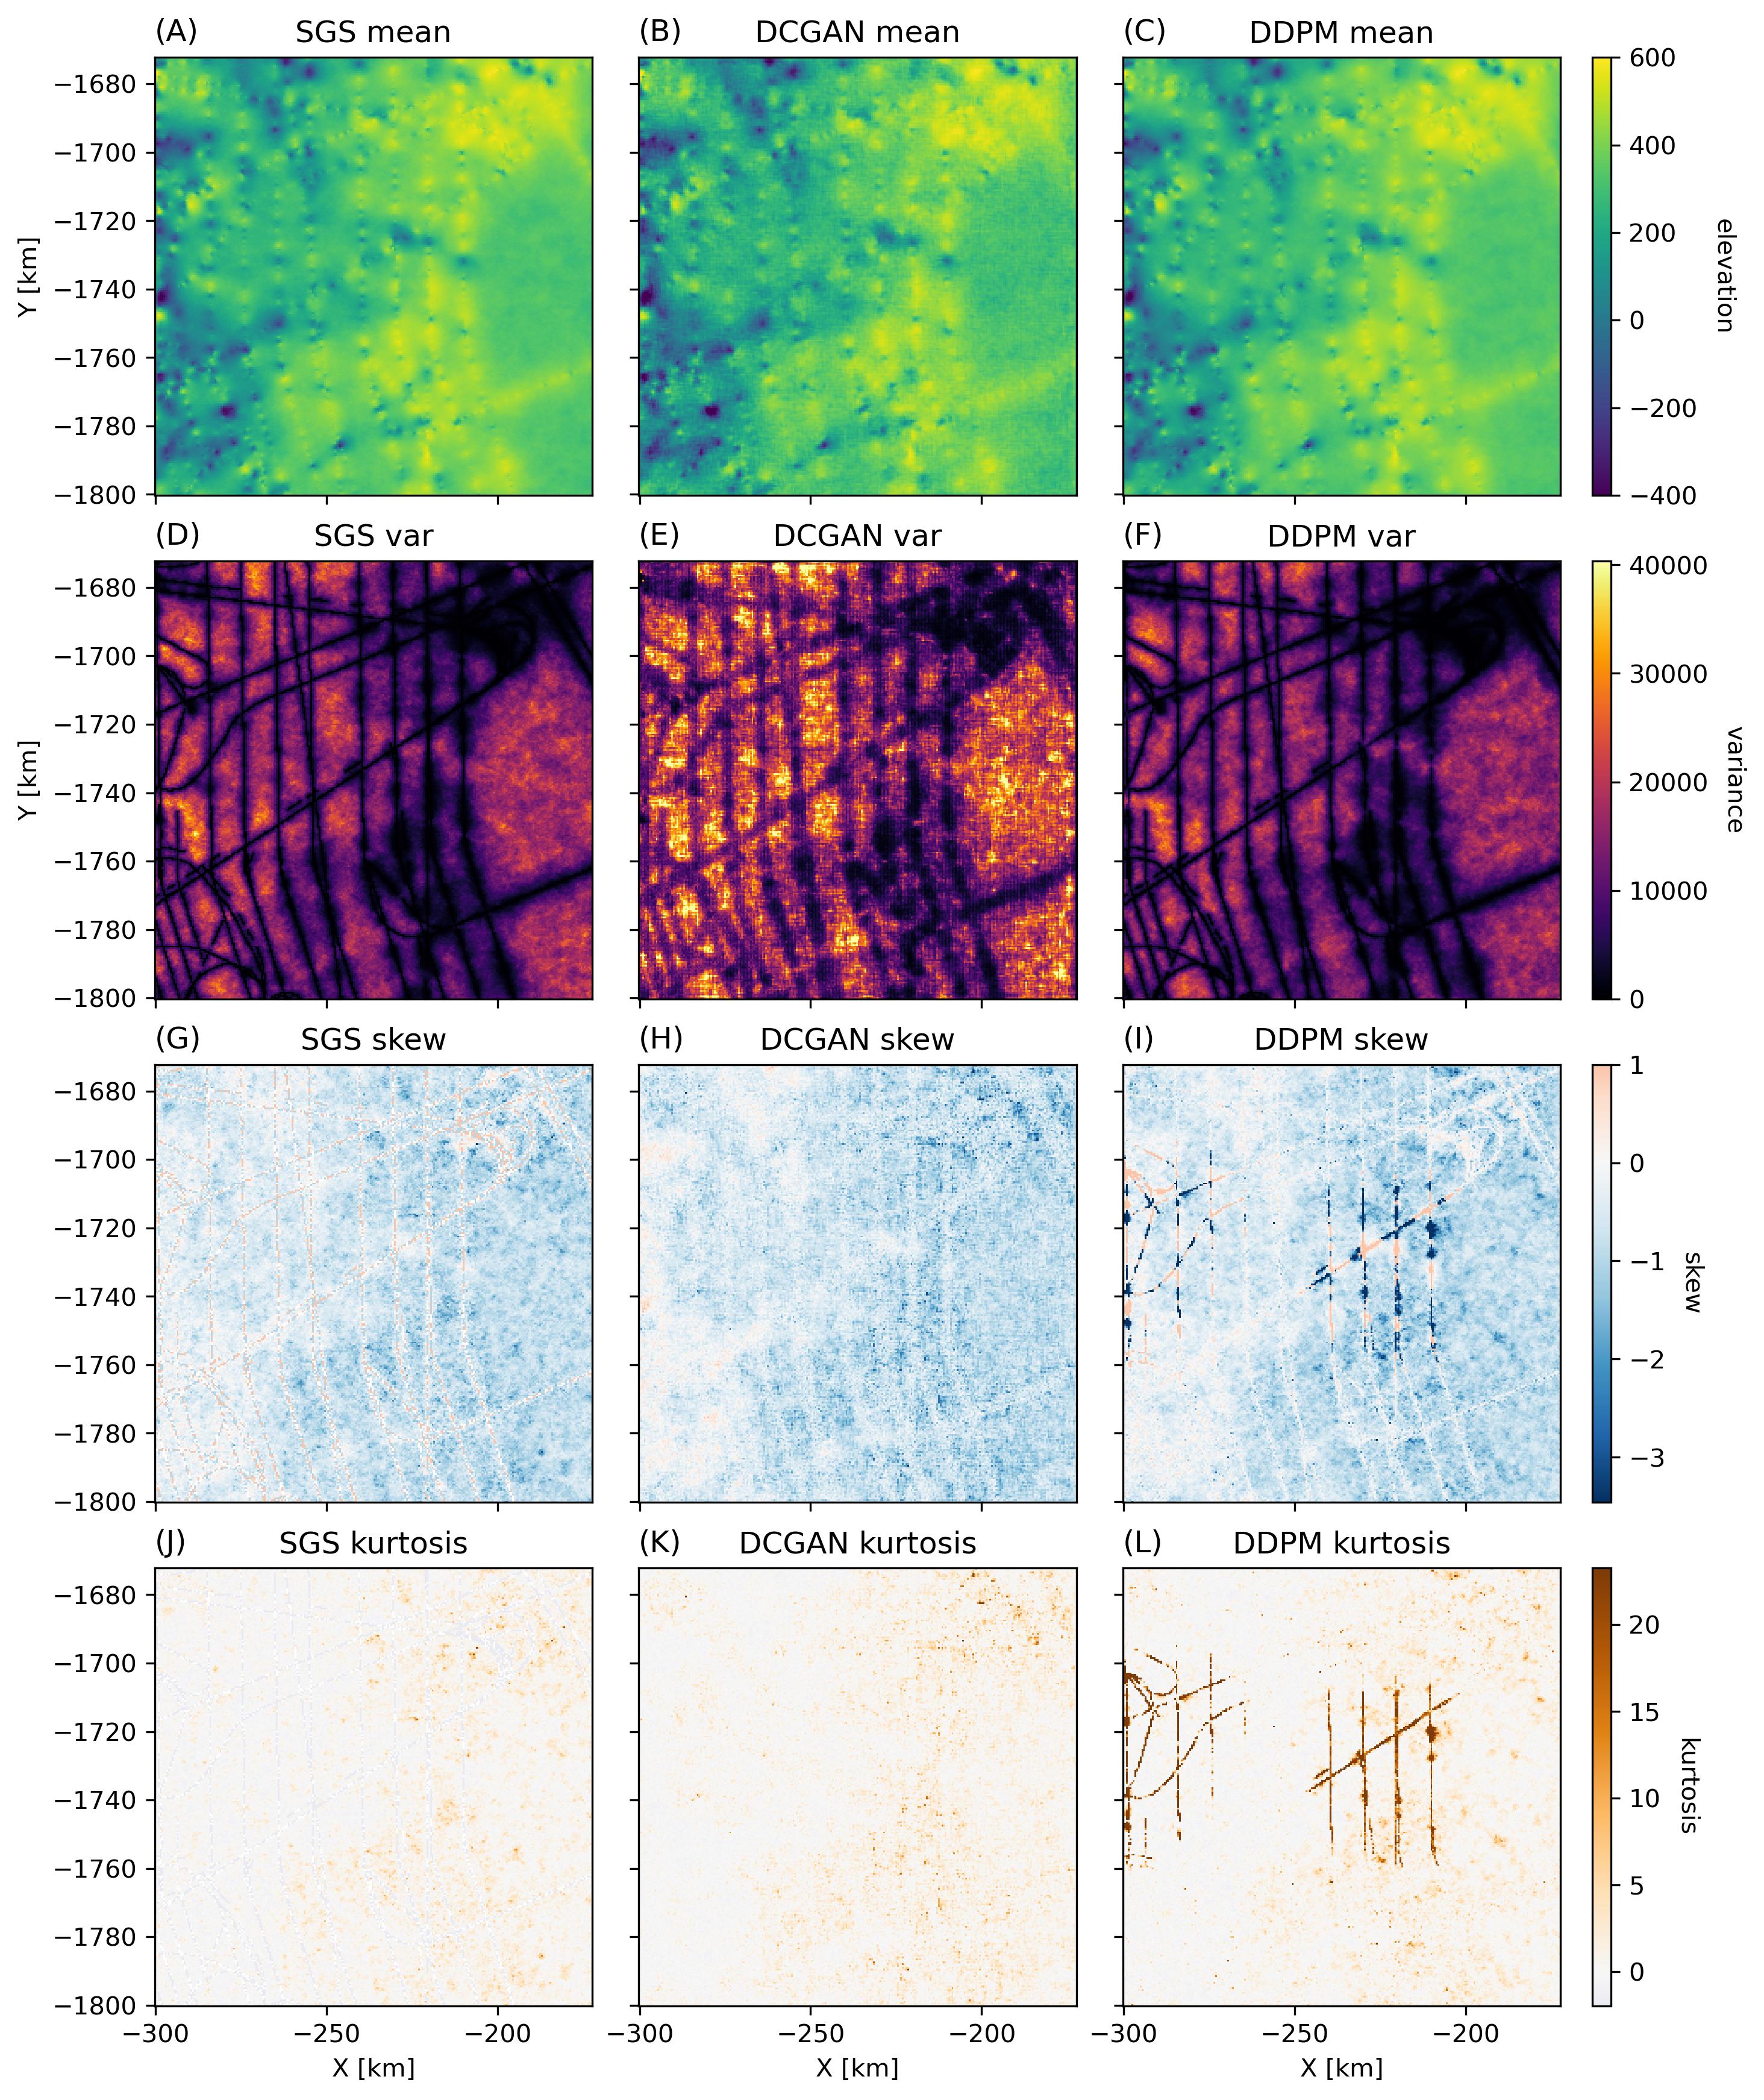 (A) SGS mean
(B) DCGAN mean
(C) DDPM mean
−1680
−1700
−1720
−1740
−1760
−1780
−1800
Y [km]
600
400
200
0
−200
−400
elevation
(D) SGS var
(E) DCGAN var
(F) DDPM var
−1680
−1700
−1720
−1740
−1760
−1780
−1800
Y [km]
40000
30000
20000
10000
0
variance
(G) SGS skew
(H) DCGAN skew
(I) DDPM skew
−1680
−1700
−1720
−1740
−1760
−1780
−1800
1
0
−1
−2
−3
skew
(J) SGS kurtosis
(K) DCGAN kurtosis
(L) DDPM kurtosis
−1680
−1700
−1720
−1740
−1760
−1780
−1800
20
15
10
5
0
kurtosis
−300 −250 −200
−300 −250 −200
−300 −250 −200
X [km]
X [km]
X [km]